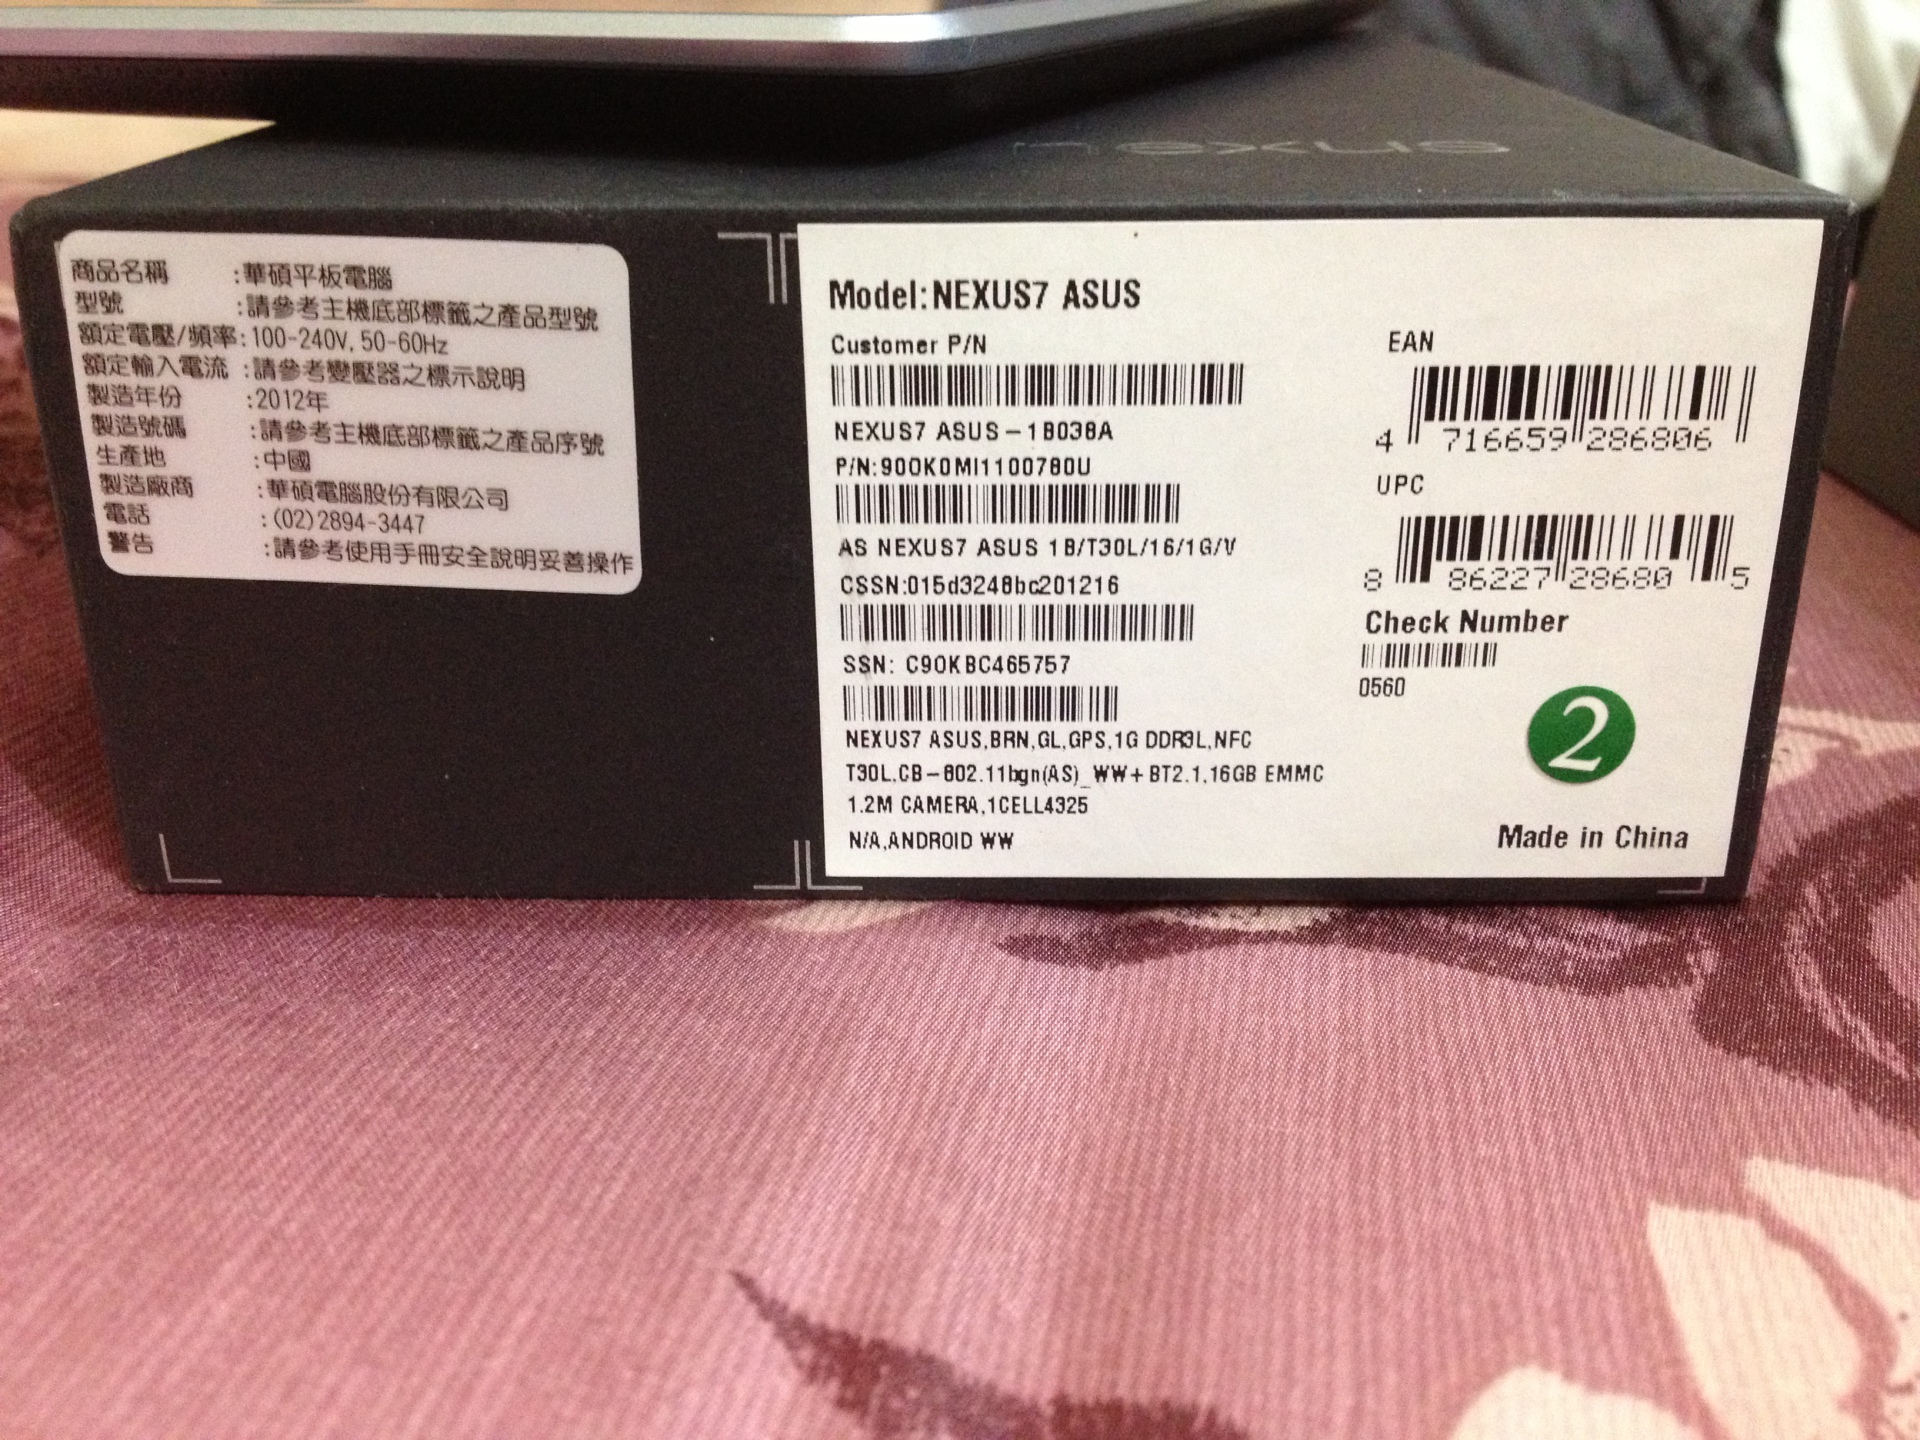 nexus
商品名稱 :華碩平板電腦
型號 :請參考主機底部標籤之產品型號
額定電壓/頻率:100-240V, 50-60Hz
額定輸入電流 :請參考變壓器之標示說明
製造年份 :2012年
製造號碼 :請參考主機底部標籤之產品序號
生產地 :中國
製造廠商 :華碩電腦股份有限公司
電話 :(02)2894-3447
警告 :請參考使用手冊安全說明妥善操作
Model:NEXUS7 ASUS
Customer P/N
NEXUS7 ASUS-1B038A
P/N:90OK0MI1100780U
AS NEXUS7 ASUS 1B/T30L/16/1G/V
CSSN:015d3248bc201216
SSN: C9OKBC465757
NEXUS7 ASUS,BRN,GL,GPS,1G DDR3L,NFC
T30L,CB-802.11bgn(AS)_WW+BT2.1,16GB EMMC
1.2M CAMERA,1CELL4325
N/A,ANDROID WW
EAN
4 716659 286806
UPC
8 86227 28680 5
Check Number
0560
2
Made in China